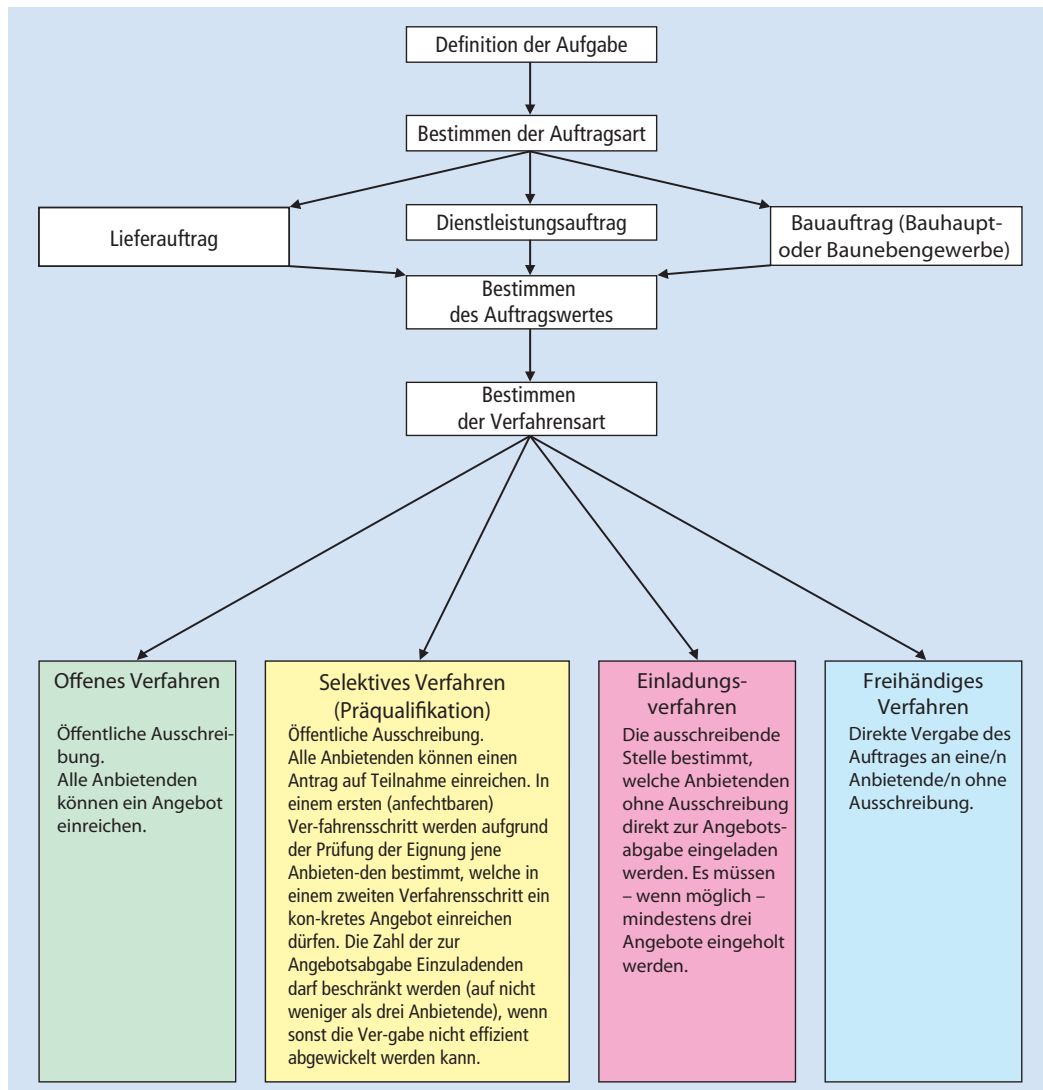 Definition der Aufgabe
Bestimmen der Auftragsart
Lieferauftrag
Dienstleistungsauftrag
Bauauftrag (Bauhaupt-
oder Baunebengewerbe)
Bestimmen
des Auftragswertes
Bestimmen
der Verfahrensart
Offenes Verfahren
Öffentliche Ausschrei-
bung.
Alle Anbietenden
können ein Angebot
einreichen.
Selektives Verfahren
(Präqualifikation)
Öffentliche Ausschreibung.
Alle Anbietenden können einen
Antrag auf Teilnahme einreichen. In
einem ersten (anfechtbaren)
Ver-fahrensschritt werden aufgrund
der Prüfung der Eignung jene
Anbieten-den bestimmt, welche in
einem zweiten Verfahrensschritt ein
kon-kretes Angebot einreichen
dürfen. Die Zahl der zur
Angebotsabgabe Einzuladenden
darf beschränkt werden (auf nicht
weniger als drei Anbietende), wenn
sonst die Ver-gabe nicht effizient
abgewickelt werden kann.
Einladungs-
verfahren
Die ausschreibende
Stelle bestimmt,
welche Anbietenden
ohne Ausschreibung
direkt zur Angebots-
abgabe eingeladen
werden. Es müssen
– wenn möglich –
mindestens drei
Angebote eingeholt
werden.
Freihändiges
Verfahren
Direkte Vergabe des
Auftrages an eine/n
Anbietende/n ohne
Ausschreibung.